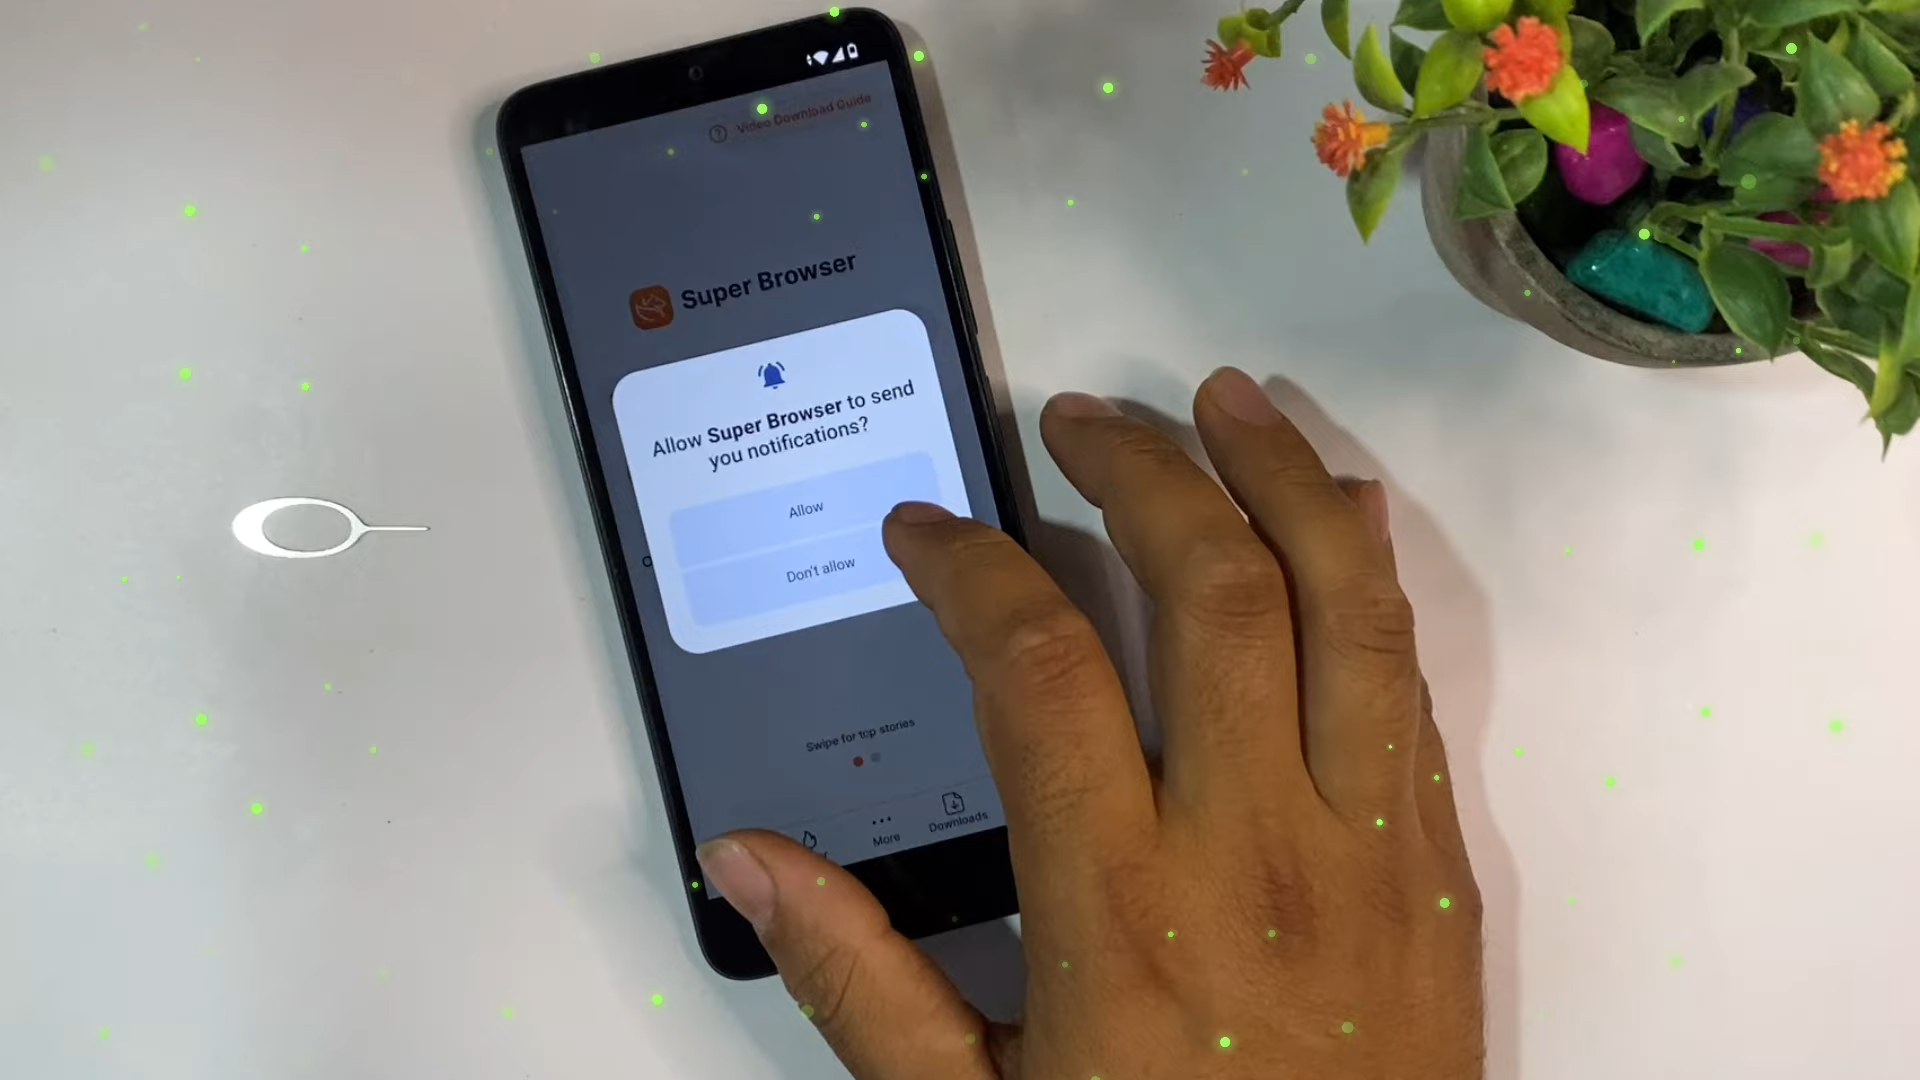 Video Download Guide
Super Browser
Allow Super Browser to send
you notifications?
Allow
Don't allow
Swipe for top stories
More
Downloads